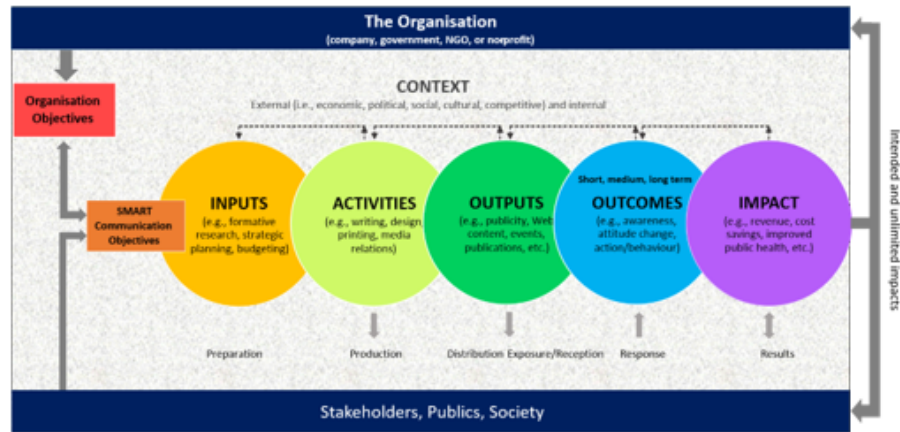 The Organisation
(company, government, NGO, or noprofit)
CONTEXT
External (i.e., economic, political, social, cultural, competitive) and internal
Organisation
Objectives
SMART
Communication
Objectives
INPUTS
(e.g., formative
research, strategic
planning, budgeting)
ACTIVITIES
(e.g., writing, design,
printing, media
relations)
OUTPUTS
(e.g., publicity, Web
content, events,
publications, etc.)
Short, medium, long term
OUTCOMES
(e.g., awareness,
attitude change,
action/behaviour)
IMPACT
(e.g., revenue, cost
savings, improved
public health, etc.)
Preparation
Production
Distribution Exposure/Reception
Response
Results
Intended and unlimited impacts
Stakeholders, Publics, Society